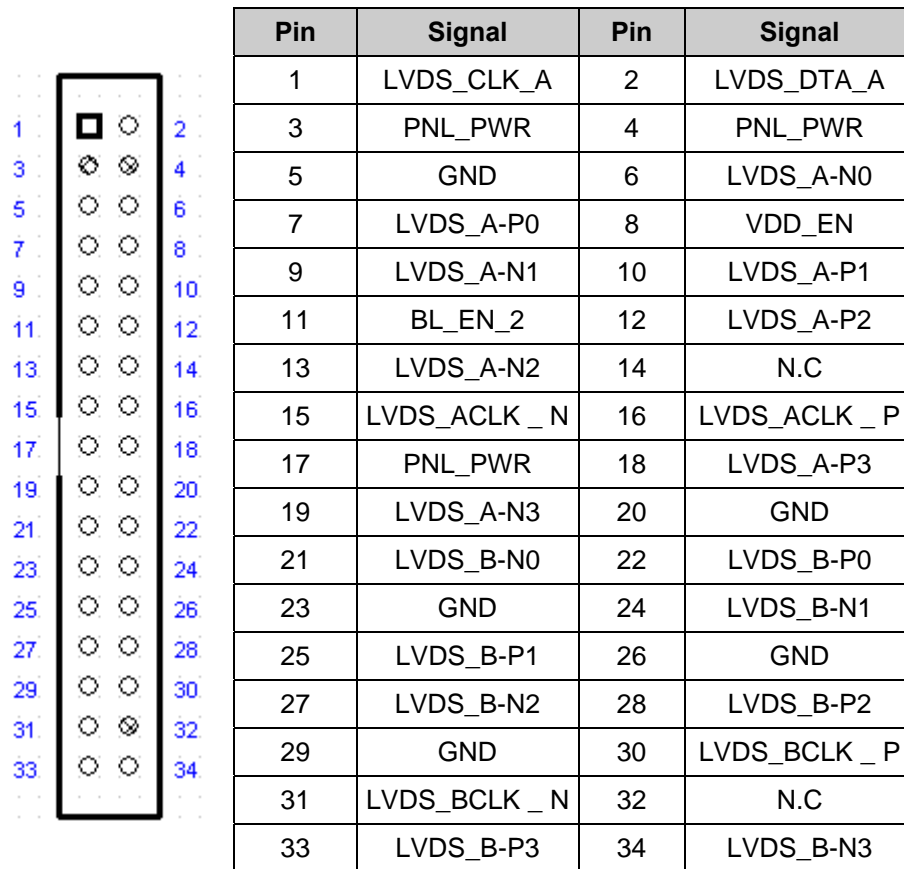 Pin Signal Pin Signal
1 LVDS_CLK_A 2 LVDS_DTA_A
3 PNL_PWR 4 PNL_PWR
5 GND 6 LVDS_A-N0
7 LVDS_A-P0 8 VDD_EN
9 LVDS_A-N1 10 LVDS_A-P1
11 BL_EN_2 12 LVDS_A-P2
13 LVDS_A-N2 14 N.C
15 LVDS_ACLK _ N 16 LVDS_ACLK _ P
17 PNL_PWR 18 LVDS_A-P3
19 LVDS_A-N3 20 GND
21 LVDS_B-N0 22 LVDS_B-P0
23 GND 24 LVDS_B-N1
25 LVDS_B-P1 26 GND
27 LVDS_B-N2 28 LVDS_B-P2
29 GND 30 LVDS_BCLK _ P
31 LVDS_BCLK _ N 32 N.C
33 LVDS_B-P3 34 LVDS_B-N3
1 2
3 4
5 6
7 8
9 10
11 12
13 14
15 16
17 18
19 20
21 22
23 24
25 26
27 28
29 30
31 32
33 34